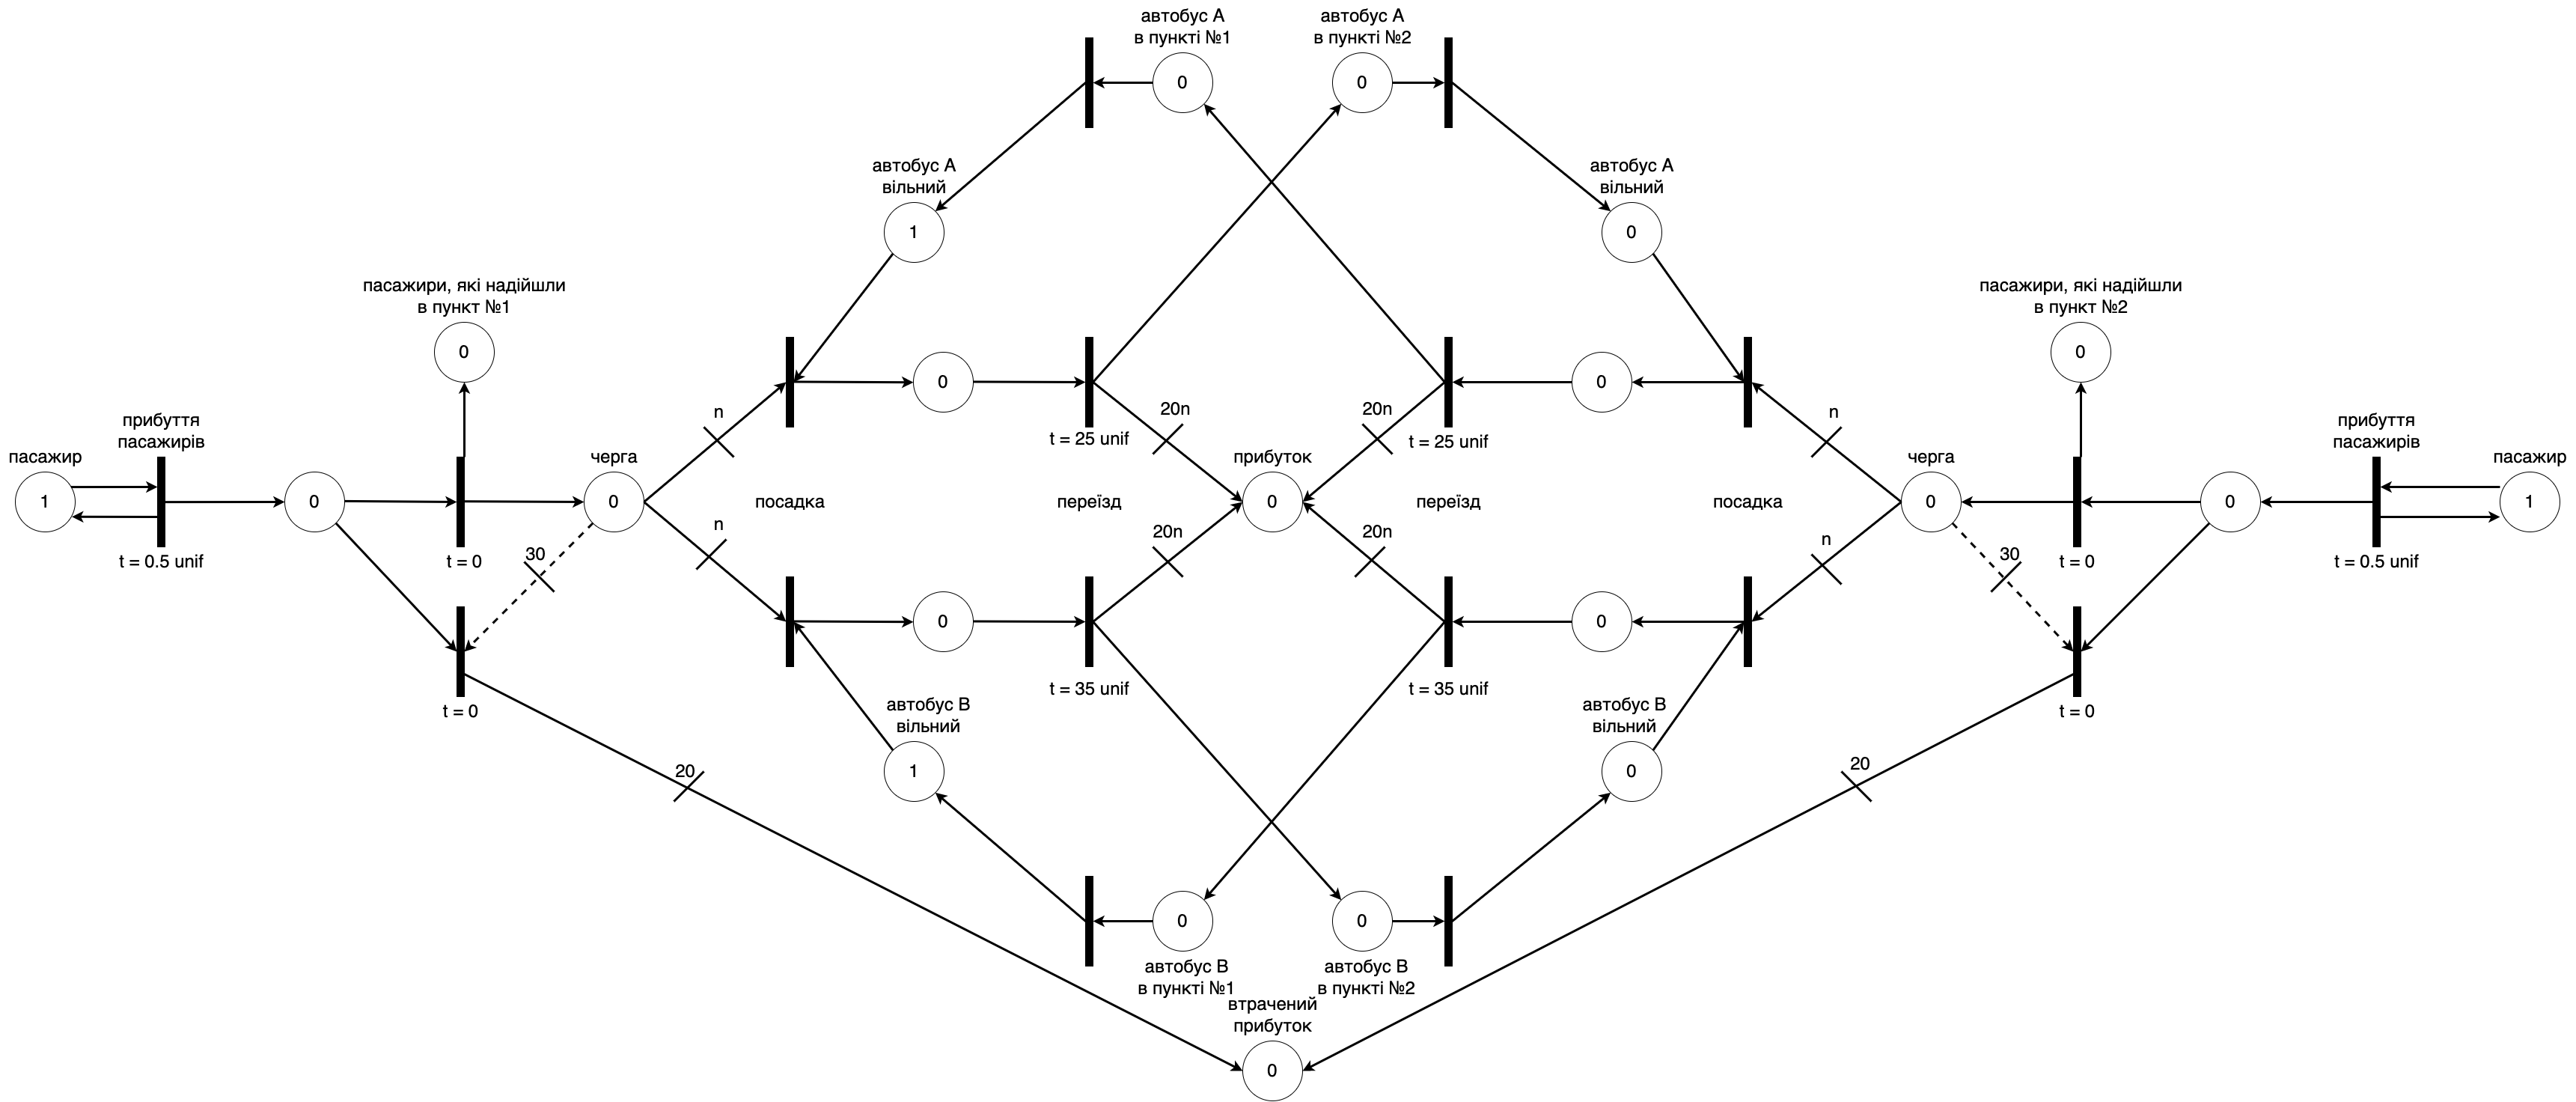 автобус А
в пункті №1
автобус А
в пункті №2
0
0
автобус А
вільний
1
автобус А
вільний
0
пасажири, які надійшли
в пункт №1
0
пасажири, які надійшли
в пункт №2
0
n
0
t = 25 unif
20n
20n
t = 25 unif
0
n
пасажир
1
прибуття
пасажирів
t = 0.5 unif
0
t = 0
черга
0
30
посадка
переїзд
прибуток
0
переїзд
посадка
черга
0
30
t = 0
0
прибуття
пасажирів
t = 0.5 unif
пасажир
1
n
20n
20n
n
0
t = 35 unif
t = 35 unif
0
t = 0
t = 0
автобус В
вільний
1
автобус В
вільний
0
20
20
0
0
автобус В
в пункті №1
автобус В
в пункті №2
втрачений
прибуток
0